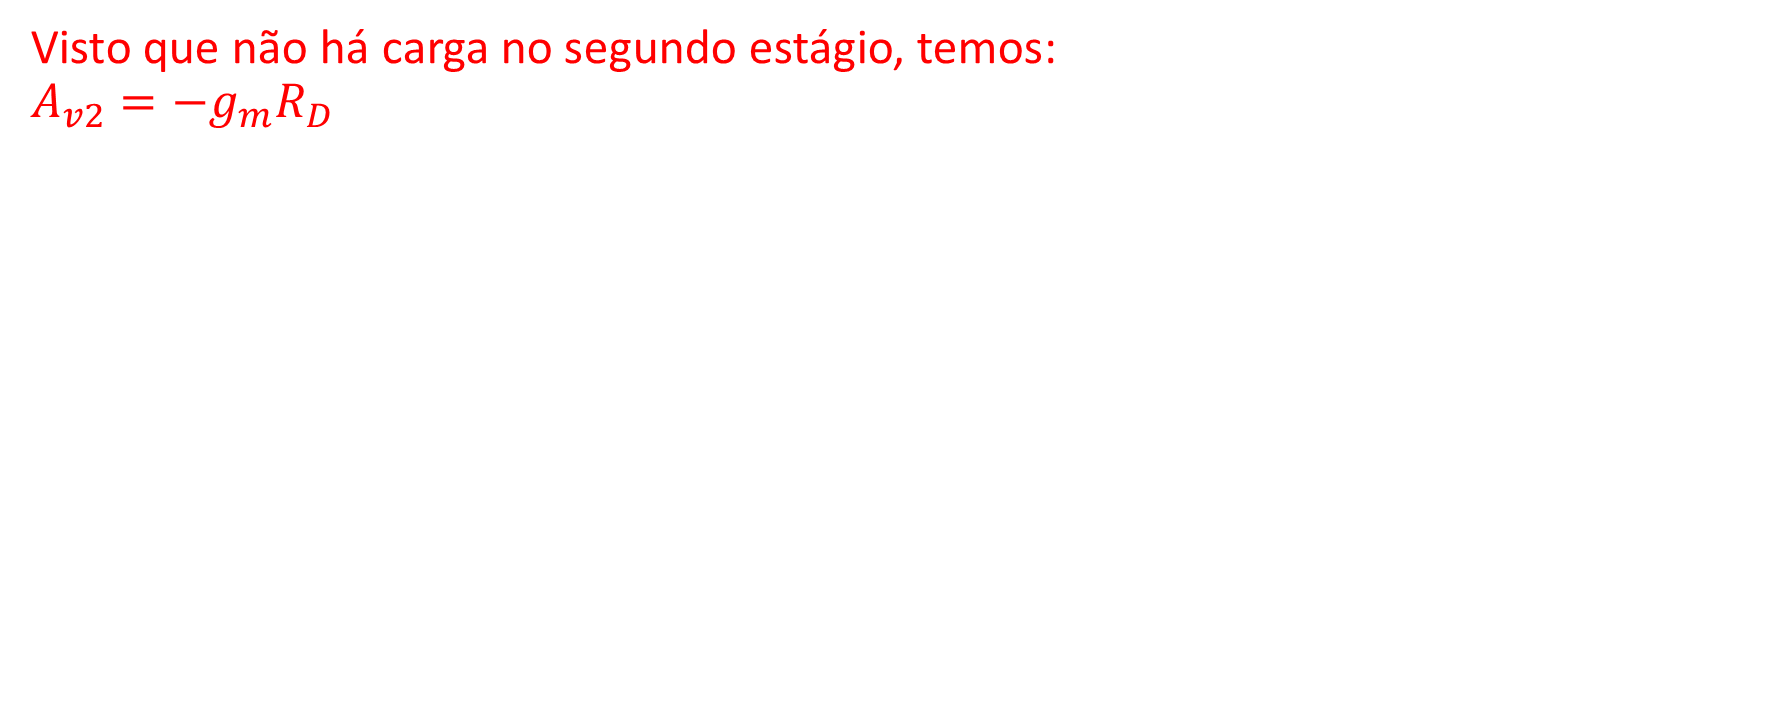 Visto que não há carga no segundo estágio, temos:
$A_{v2} = -g_m R_D$